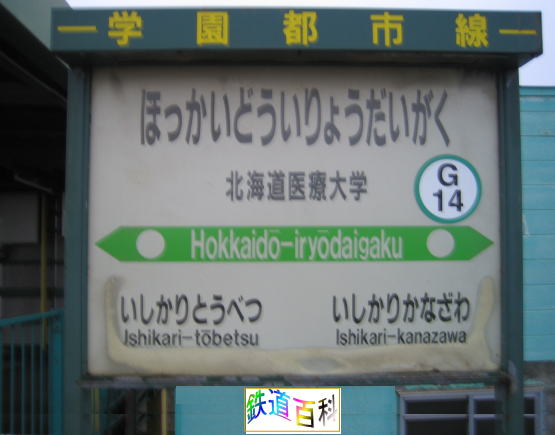 学園都市線
ほっかいどういりょうだいがく
北海道医療大学
G
14
Hokkaidō-iryōdaigaku
いしかりとうべつ
Ishikari-tōbetsu
いしかりかなざわ
Ishikari-kanazawa
鉄道百科